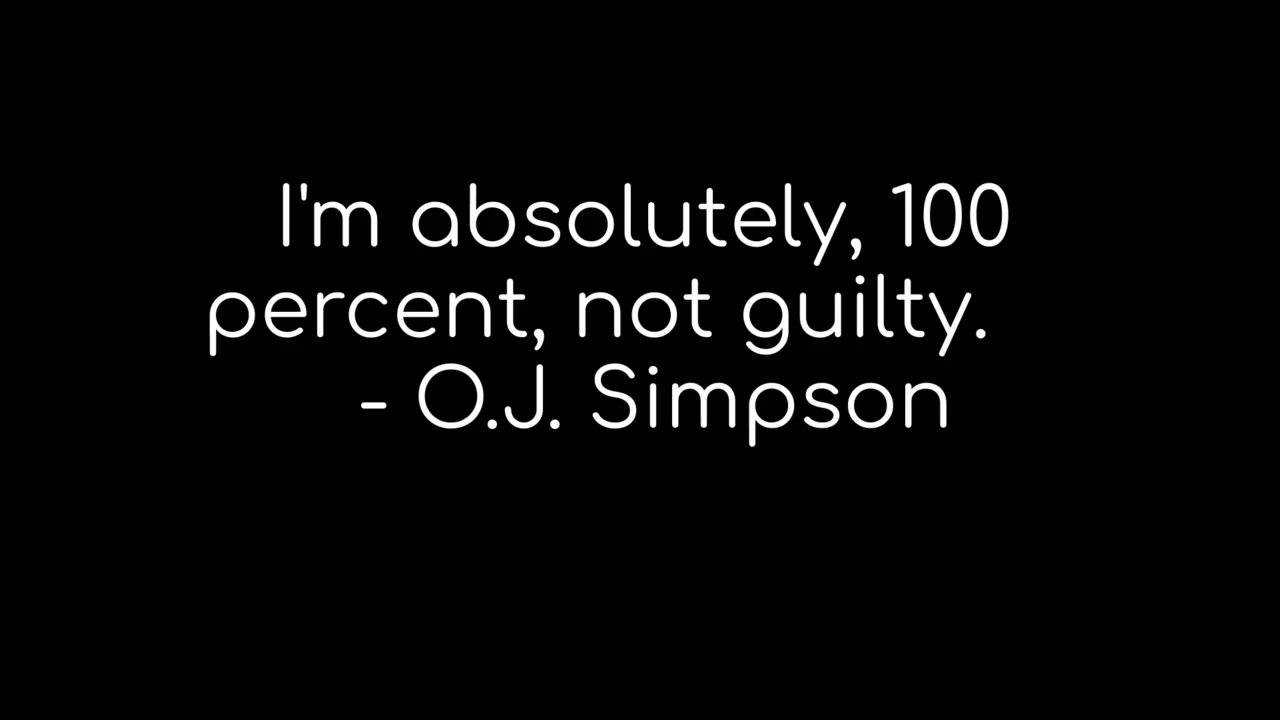 I'm absolutely, 100
percent, not guilty.
- O.J. Simpson